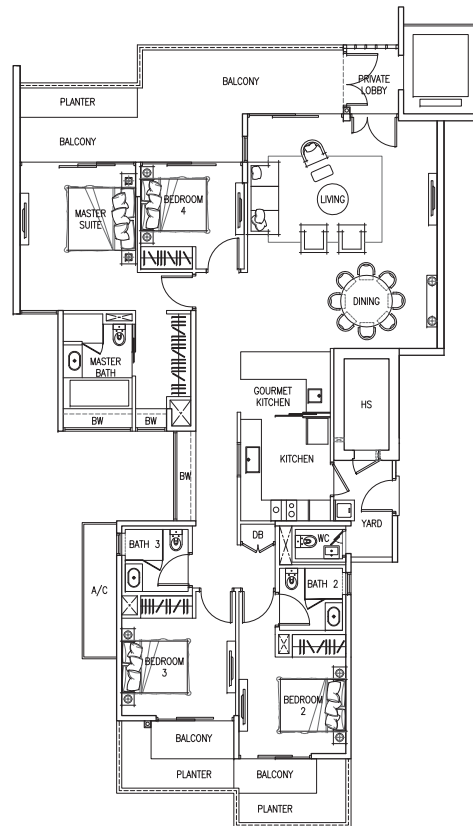 BALCONY
PRIVATE
LOBBY
PLANTER
BALCONY
MASTER
SUITE
BEDROOM
4
LIVING
DINING
MASTER
BATH
GOURMET
KITCHEN
HS
BW
BW
KITCHEN
BW
YARD
DB
WC
BATH 3
BATH 2
A/C
BEDROOM
3
BEDROOM
2
BALCONY
PLANTER
BALCONY
PLANTER